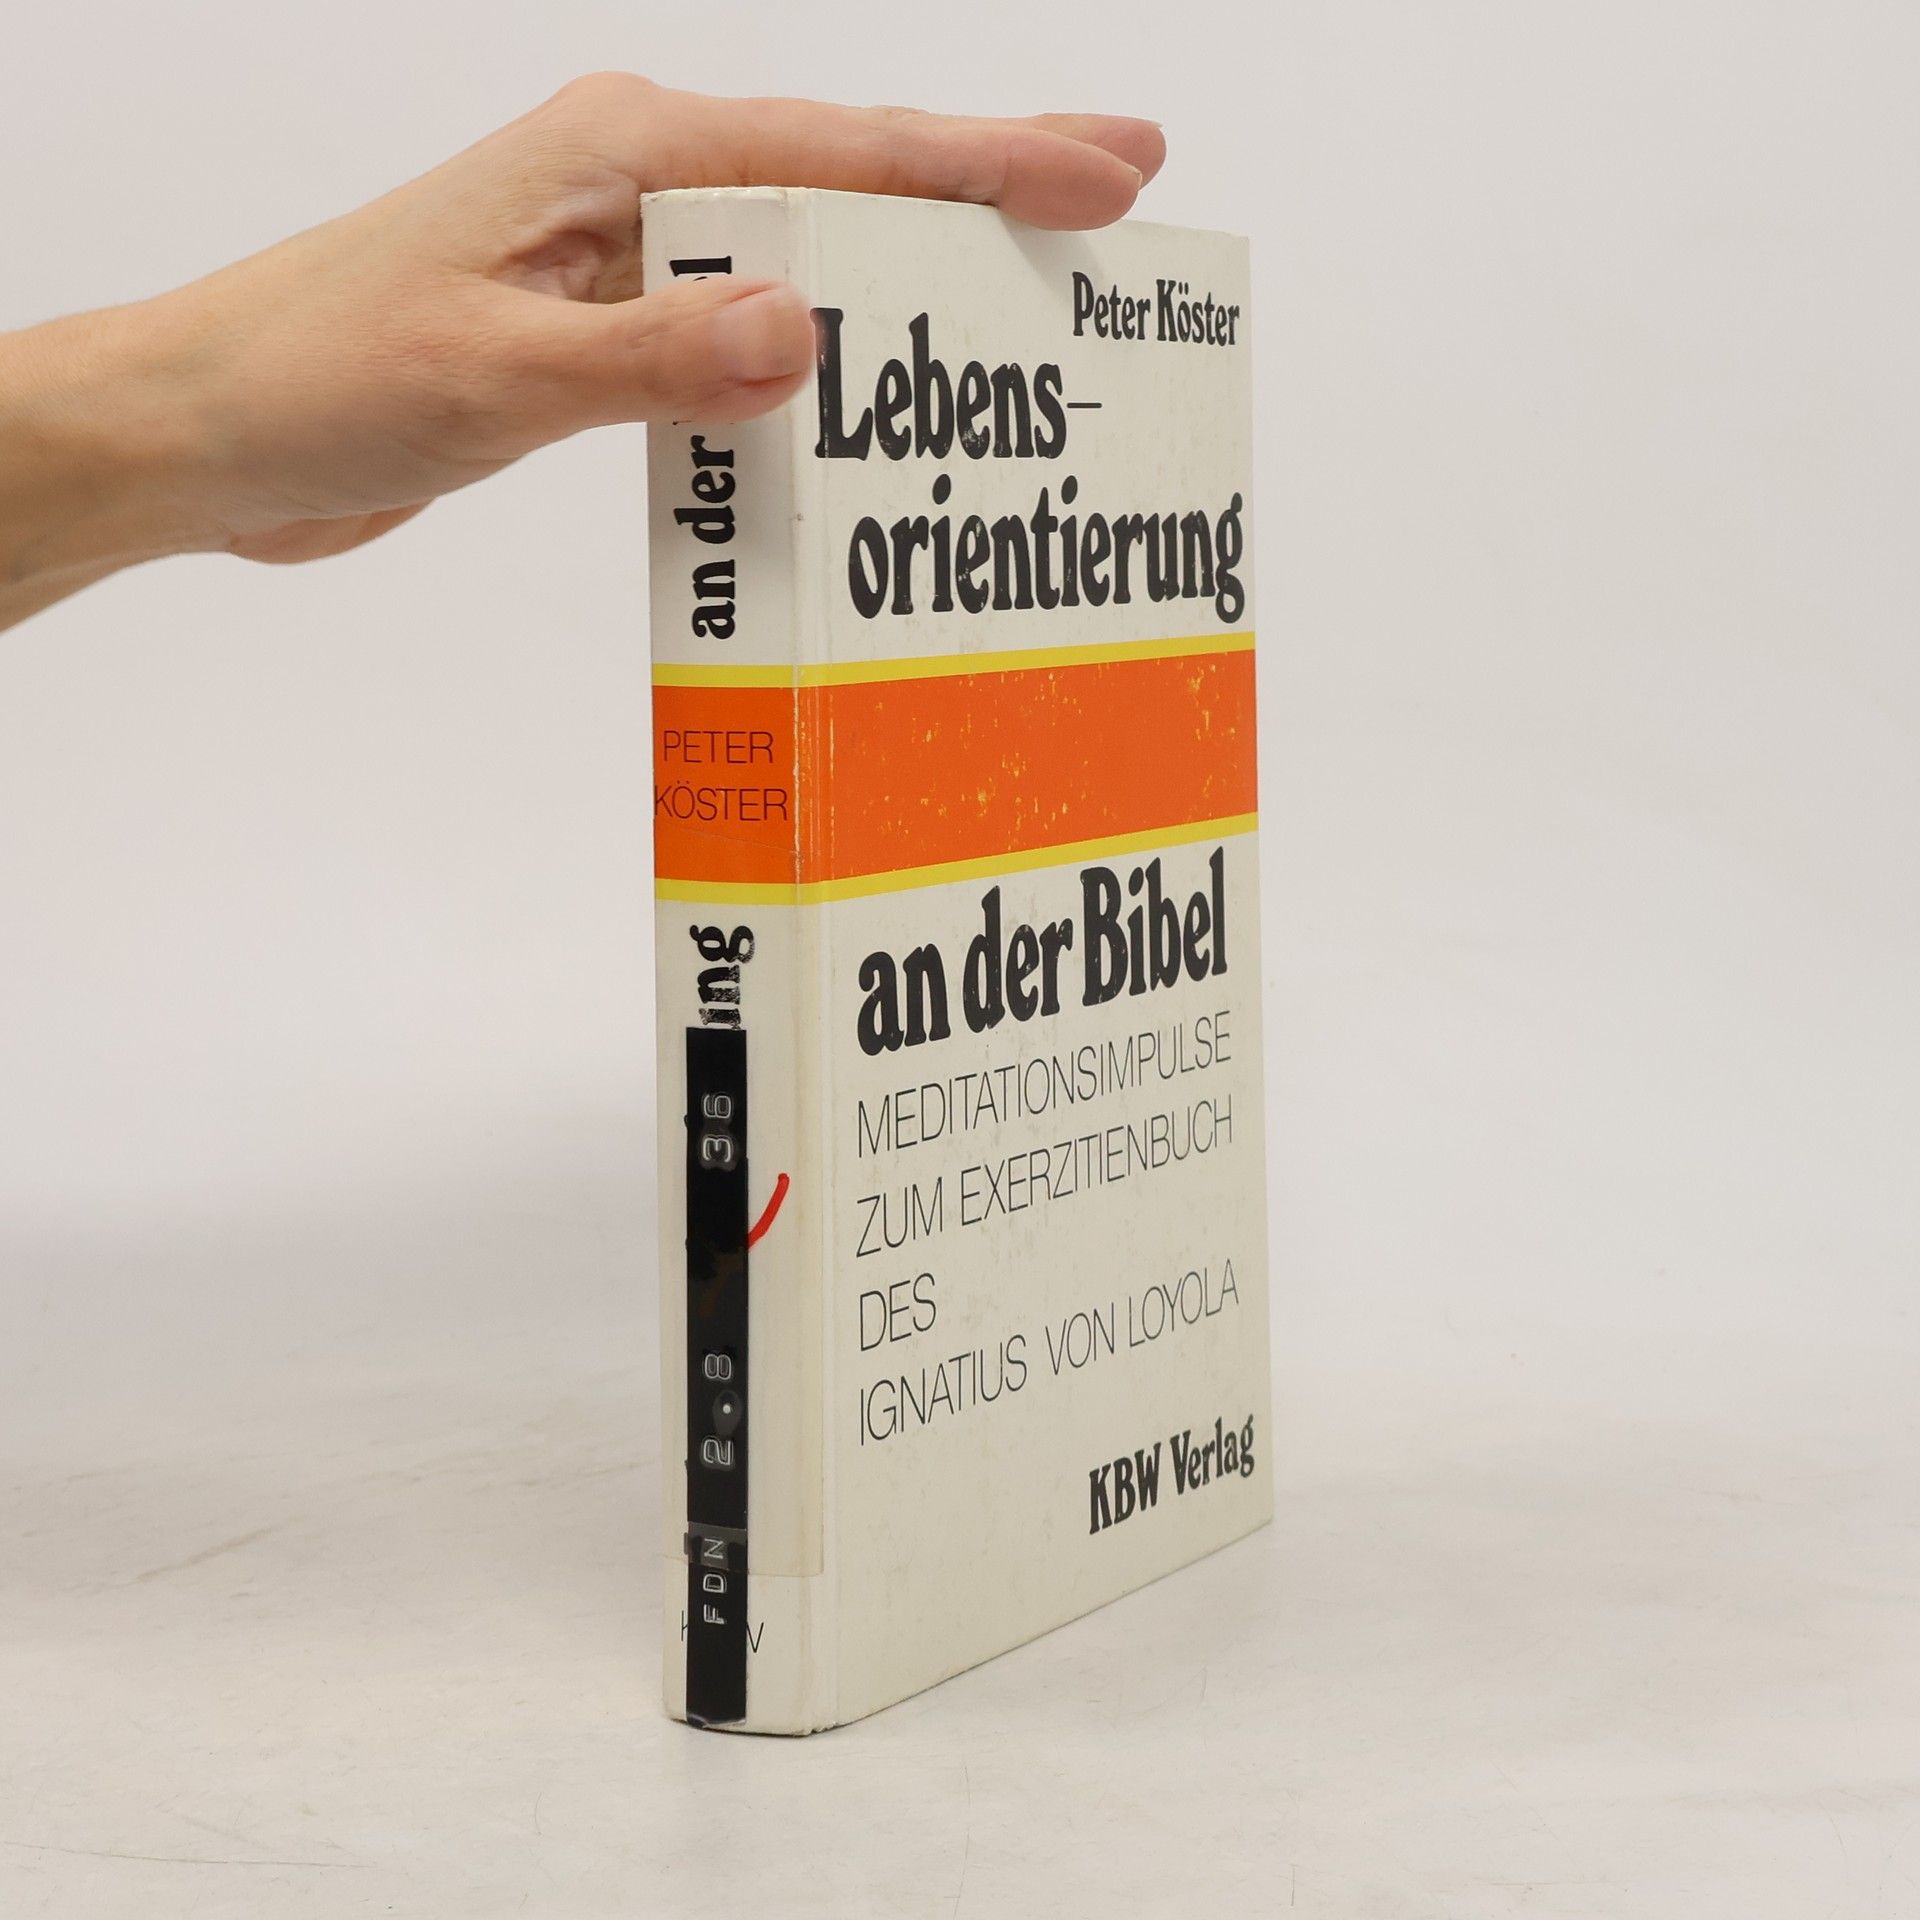 Peter Köster
Lebens-
orientierung
an der Bibel
MEDITATIONSIMPULSE
ZUM EXERZITIENBUCH
DES
IGNATIUS VON LOYOLA
KBW Verlag
an der
PETER
KÖSTER
FDN 2.8 36